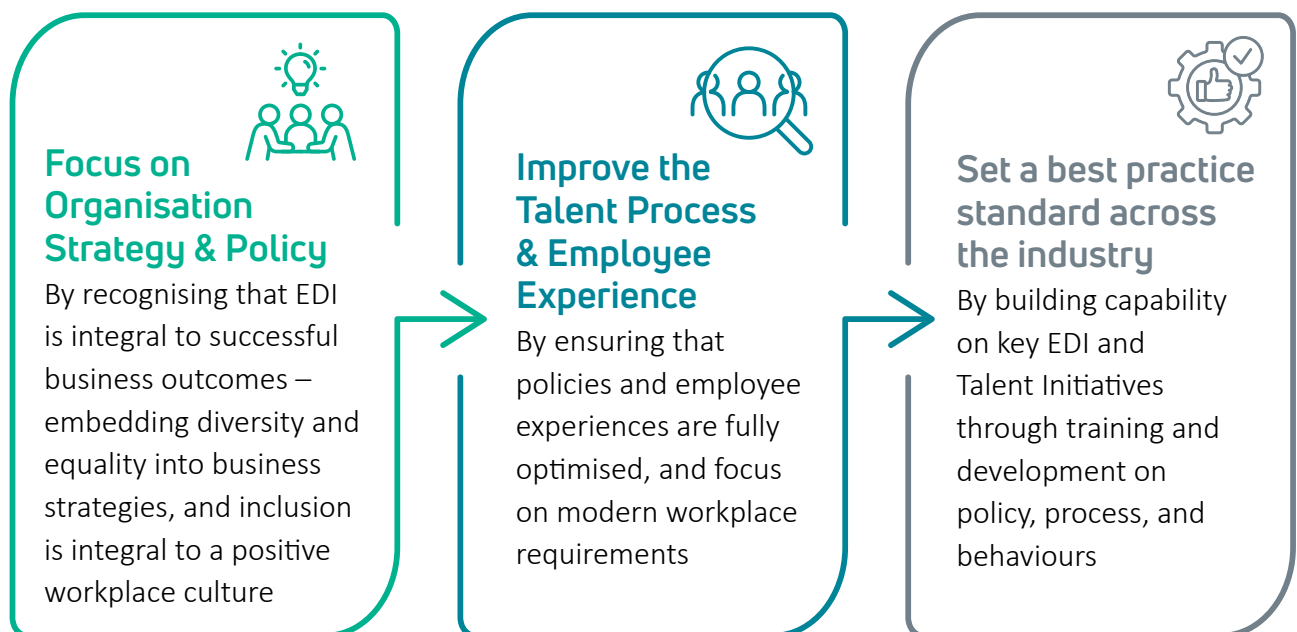 Focus on
Organisation
Strategy & Policy
By recognising that EDI
is integral to successful
business outcomes –
embedding diversity and
equality into business
strategies, and inclusion
is integral to a positive
workplace culture
Improve the
Talent Process
& Employee
Experience
By ensuring that
policies and employee
experiences are fully
optimised, and focus
on modern workplace
requirements
Set a best practice
standard across
the industry
By building capability
on key EDI and
Talent Initiatives
through training and
development on
policy, process, and
behaviours